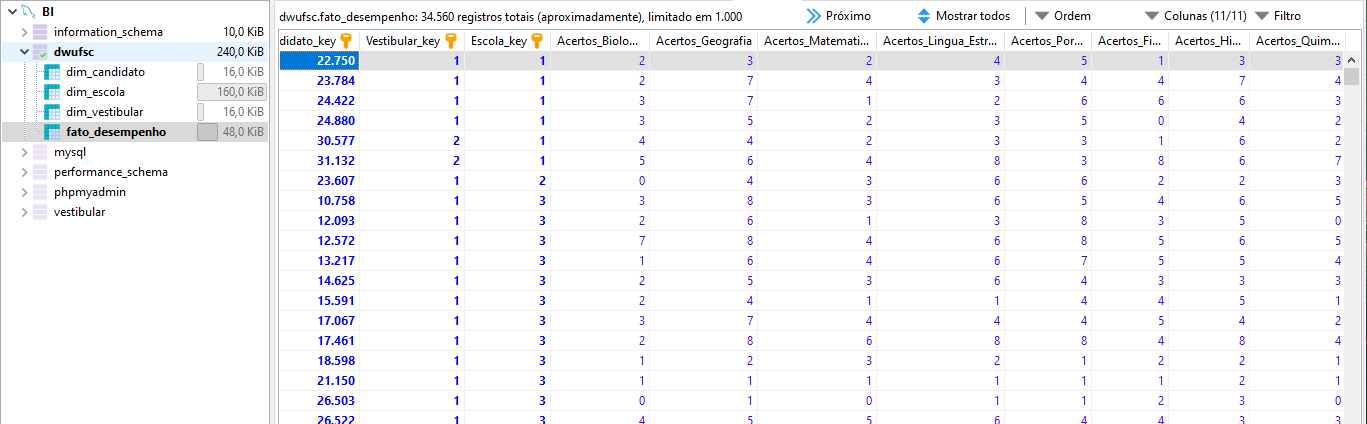 BI
information_schema 10,0 KiB
dwufsc 240,0 KiB
dim_candidato 16,0 KiB
dim_escola 160,0 KiB
dim_vestibular 16,0 KiB
fato_desempenho 48,0 KiB
mysql
performance_schema
phpmyadmin
vestibular
dwufsc.fato_desempenho: 34.560 registros totais (aproximadamente), limitado em 1.000 Próximo Mostrar todos Ordem Colunas (11/11) Filtro
didato_key Vestibular_key Escola_key Acertos_Biolo... Acertos_Geografia Acertos_Matemati... Acertos_Lingua_Estr... Acertos_Por... Acertos_Fi... Acertos_Hi... Acertos_Quim...
22.750 1 1 2 3 2 4 5 1 3 3
23.784 1 1 2 7 4 3 4 4 7 4
24.422 1 1 3 7 1 2 6 6 6 3
24.880 1 1 3 5 2 3 5 0 4 2
30.577 2 1 4 4 2 3 3 1 6 2
31.132 2 1 5 6 4 8 3 8 6 7
23.607 1 2 0 4 3 6 6 2 2 3
10.758 1 3 3 8 3 6 5 4 6 5
12.093 1 3 2 6 1 3 8 3 5 0
12.572 1 3 7 8 4 6 8 5 6 5
13.217 1 3 1 6 4 6 7 5 5 4
14.625 1 3 2 5 3 6 4 3 3 3
15.591 1 3 2 4 1 1 4 4 5 1
17.067 1 3 3 7 4 4 4 5 4 2
17.461 1 3 2 8 6 8 8 4 8 4
18.598 1 3 1 2 3 2 1 2 2 1
21.150 1 3 1 1 1 1 1 1 2 1
26.503 1 3 0 1 0 1 1 2 3 0
26.522 1 3 4 5 5 6 4 4 3 3